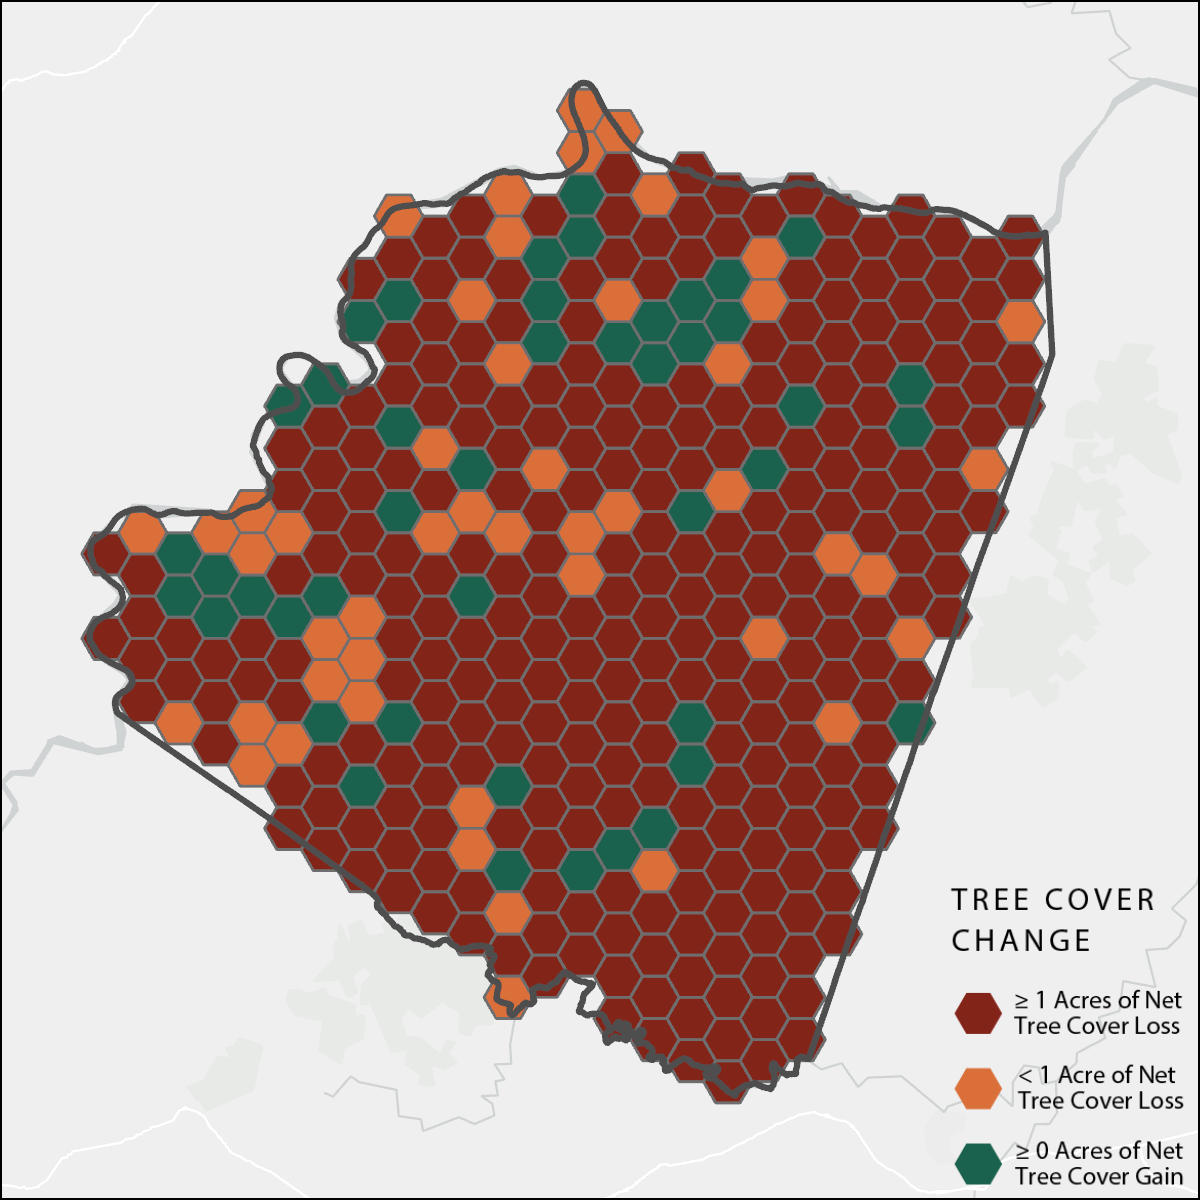 TREE COVER
CHANGE
≥ 1 Acres of Net
Tree Cover Loss
< 1 Acre of Net
Tree Cover Loss
≥ 0 Acres of Net
Tree Cover Gain